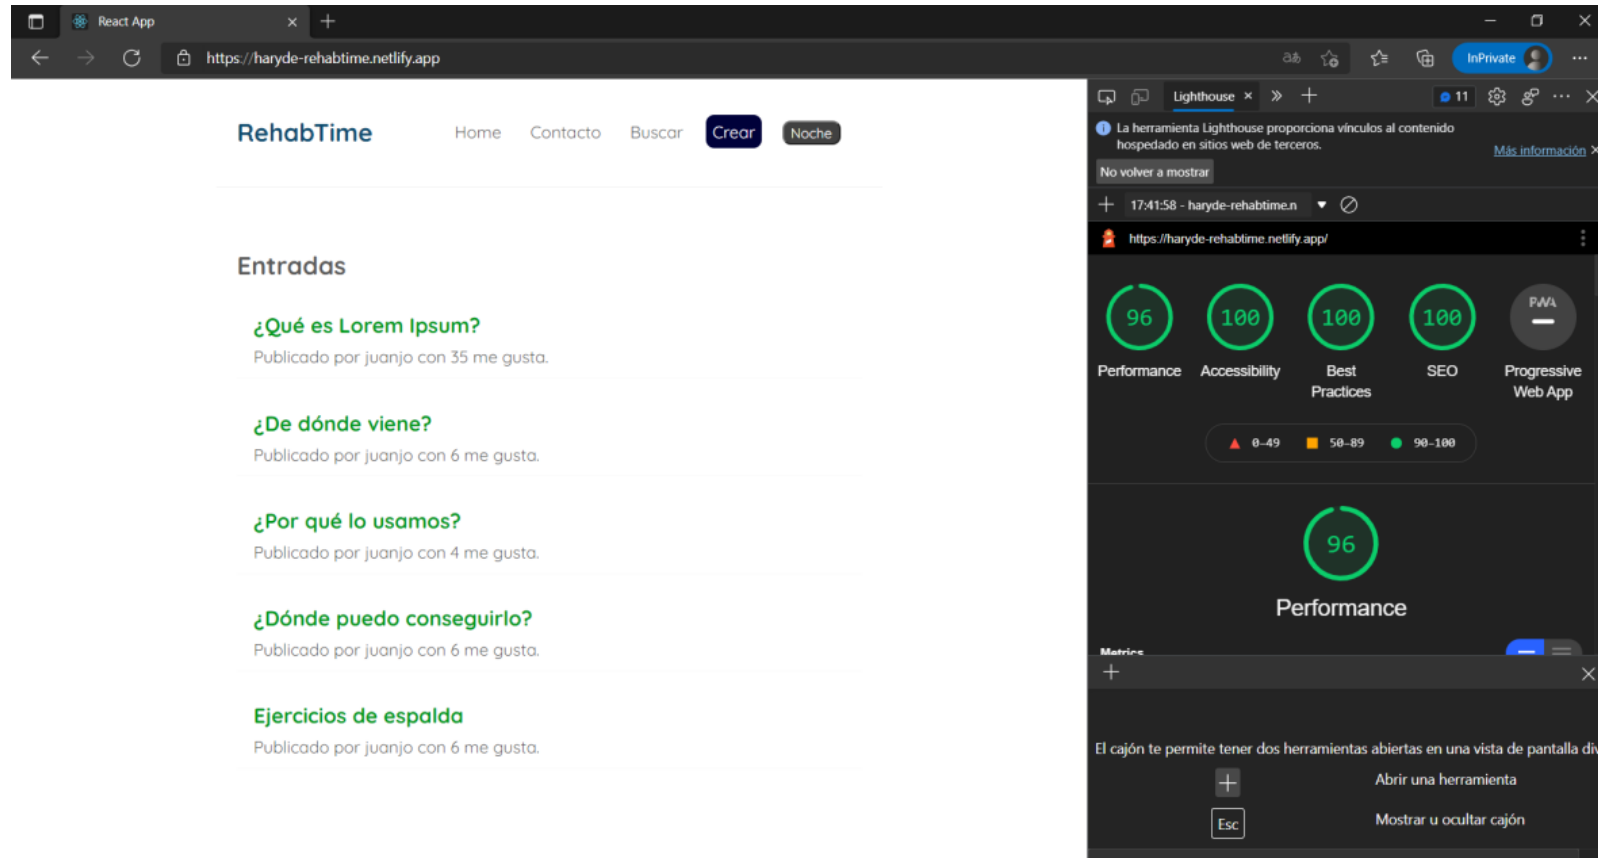 React App
https://haryde-rehabtime.netlify.app
InPrivate
RehabTime
Home Contacto Buscar Crear Noche
Entradas
¿Qué es Lorem Ipsum?
Publicado por juanjo con 35 me gusta.
¿De dónde viene?
Publicado por juanjo con 6 me gusta.
¿Por qué lo usamos?
Publicado por juanjo con 4 me gusta.
¿Dónde puedo conseguirlo?
Publicado por juanjo con 6 me gusta.
Ejercicios de espalda
Publicado por juanjo con 6 me gusta.
Lighthouse
11
La herramienta Lighthouse proporciona vínculos al contenido
hospedado en sitios web de terceros.
Más información
No volver a mostrar
17:41:58 - haryde-rehabtime.n
https://haryde-rehabtime.netlify.app/
96 100 100 100 PWA
Performance Accessibility Best Practices SEO Progressive Web App
0–49 50–89 90–100
96
Performance
Metrics
El cajón te permite tener dos herramientas abiertas en una vista de pantalla div
Abrir una herramienta
Esc Mostrar u ocultar cajón